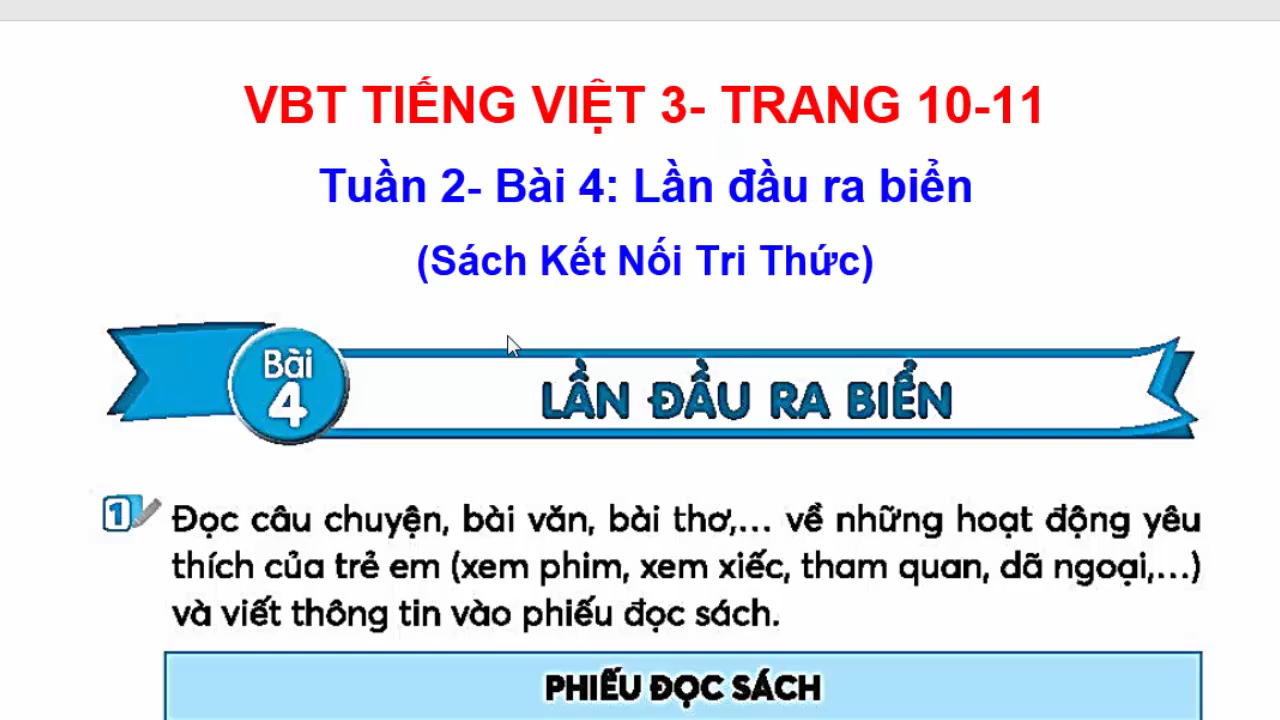 VBT TIẾNG VIỆT 3- TRANG 10-11
Tuần 2- Bài 4: Lần đầu ra biển
(Sách Kết Nối Tri Thức)
Bài
4
LẦN ĐẦU RA BIỂN
1
Đọc câu chuyện, bài văn, bài thơ,... về những hoạt động yêu
thích của trẻ em (xem phim, xem xiếc, tham quan, dã ngoại,...)
và viết thông tin vào phiếu đọc sách.
PHIẾU ĐỌC SÁCH